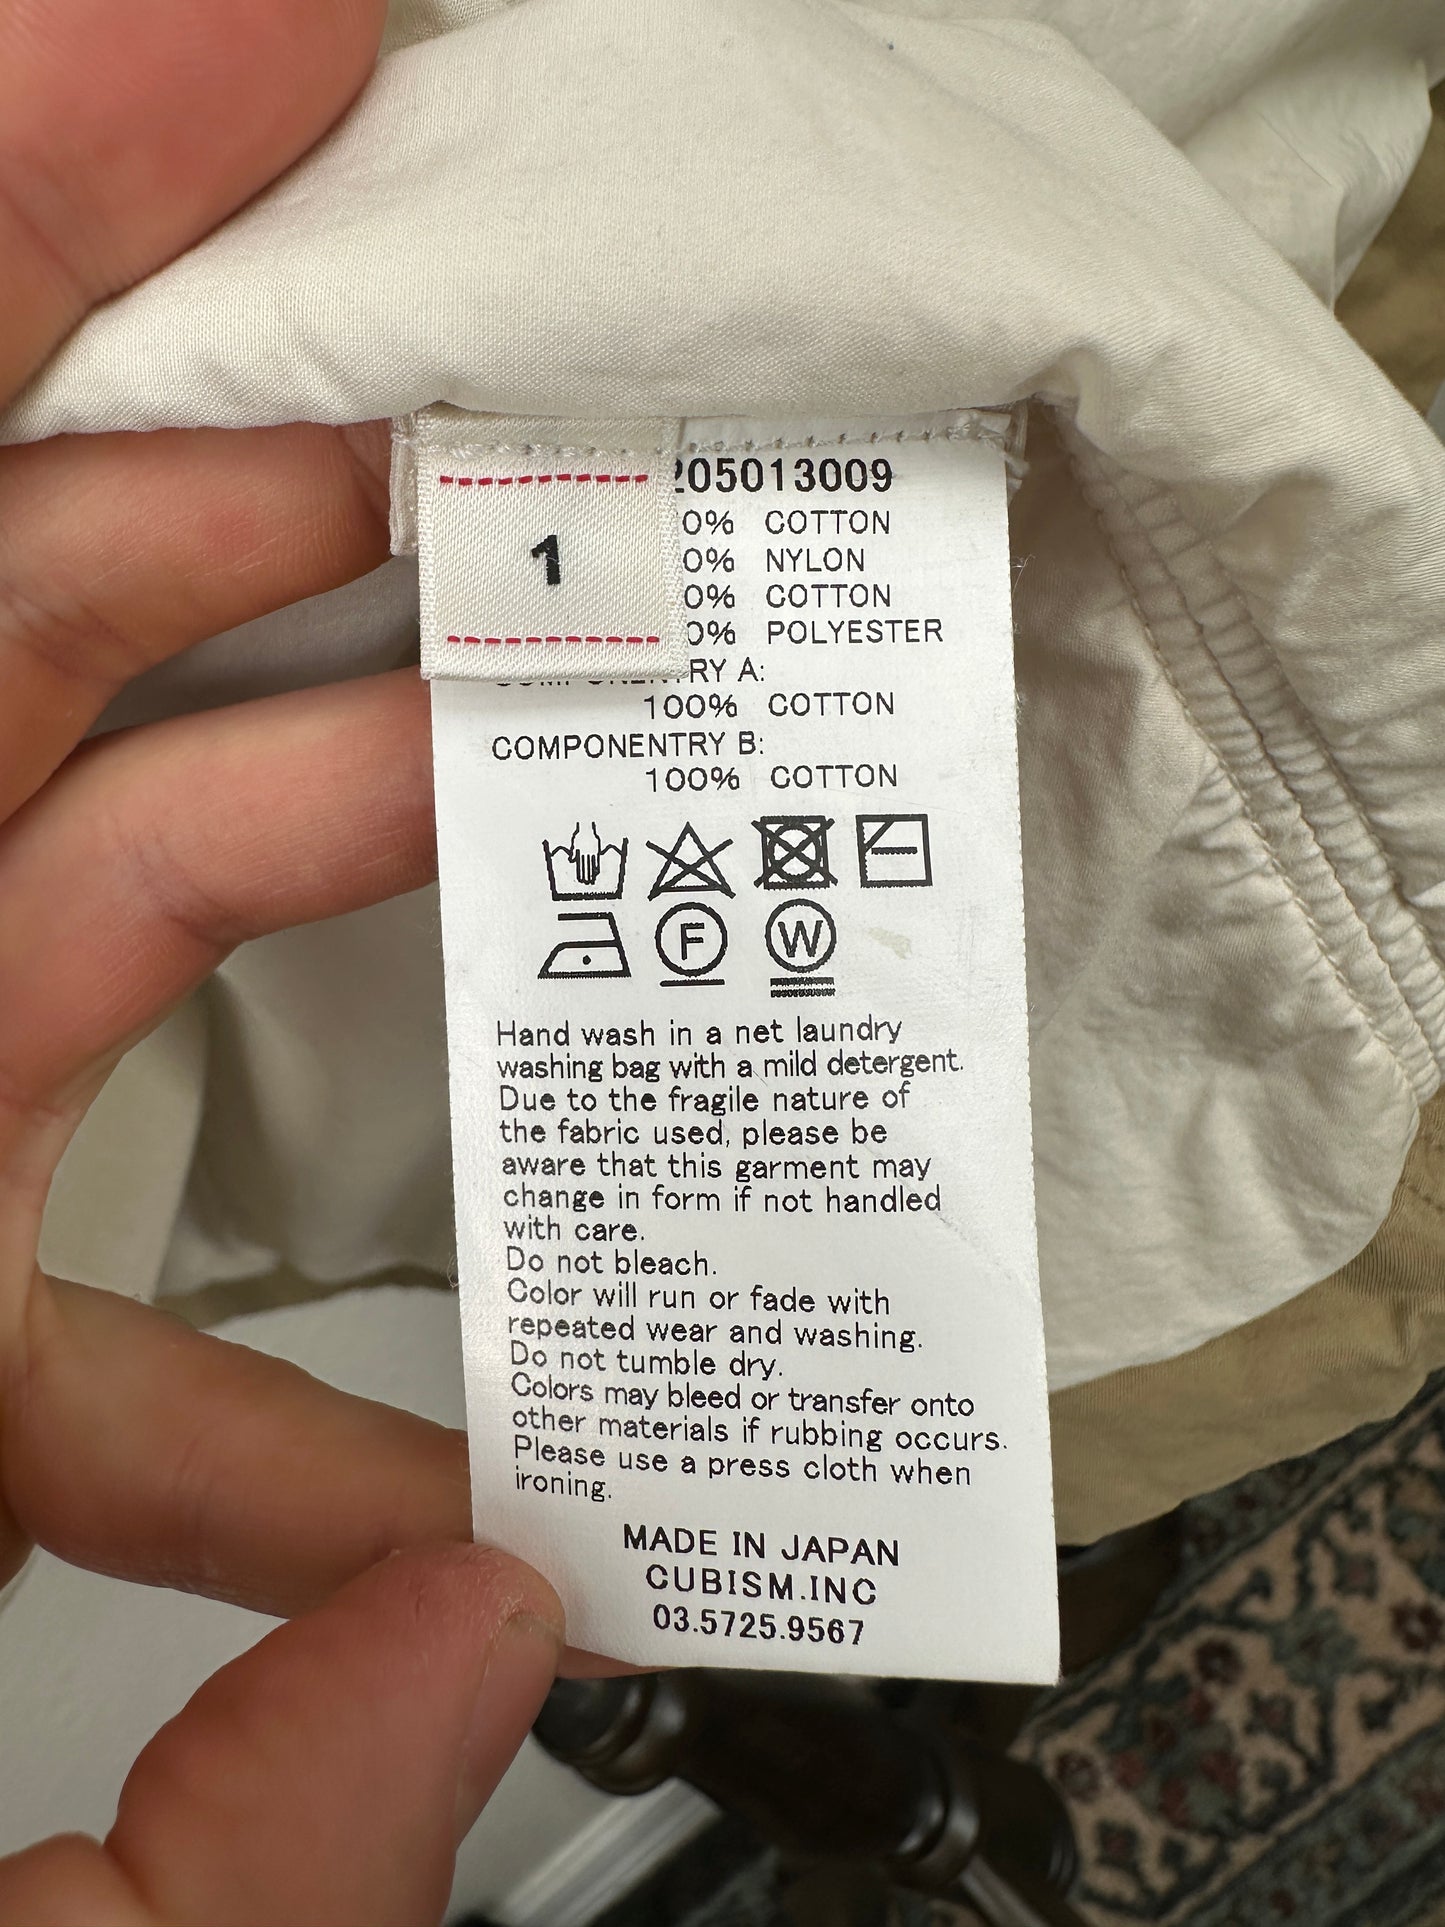 1
205013009
0% COTTON
0% NYLON
0% COTTON
0% POLYESTER
RY A:
100% COTTON
COMPONENTRY B:
100% COTTON
F W
Hand wash in a net laundry
washing bag with a mild detergent.
Due to the fragile nature of
the fabric used, please be
aware that this garment may
change in form if not handled
with care.
Do not bleach.
Color will run or fade with
repeated wear and washing.
Do not tumble dry.
Colors may bleed or transfer onto
other materials if rubbing occurs.
Please use a press cloth when
ironing.
MADE IN JAPAN
CUBISM.INC
03.5725.9567